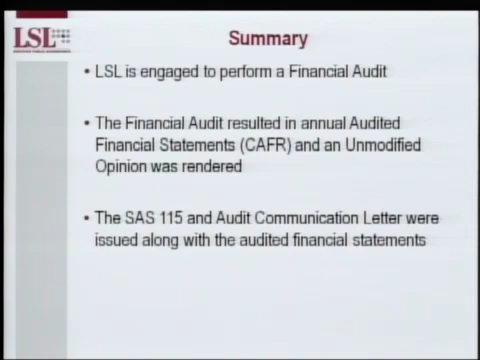 LSL
Summary
• LSL is engaged to perform a Financial Audit
• The Financial Audit resulted in annual Audited
Financial Statements (CAFR) and an Unmodified
Opinion was rendered
• The SAS 115 and Audit Communication Letter were
issued along with the audited financial statements